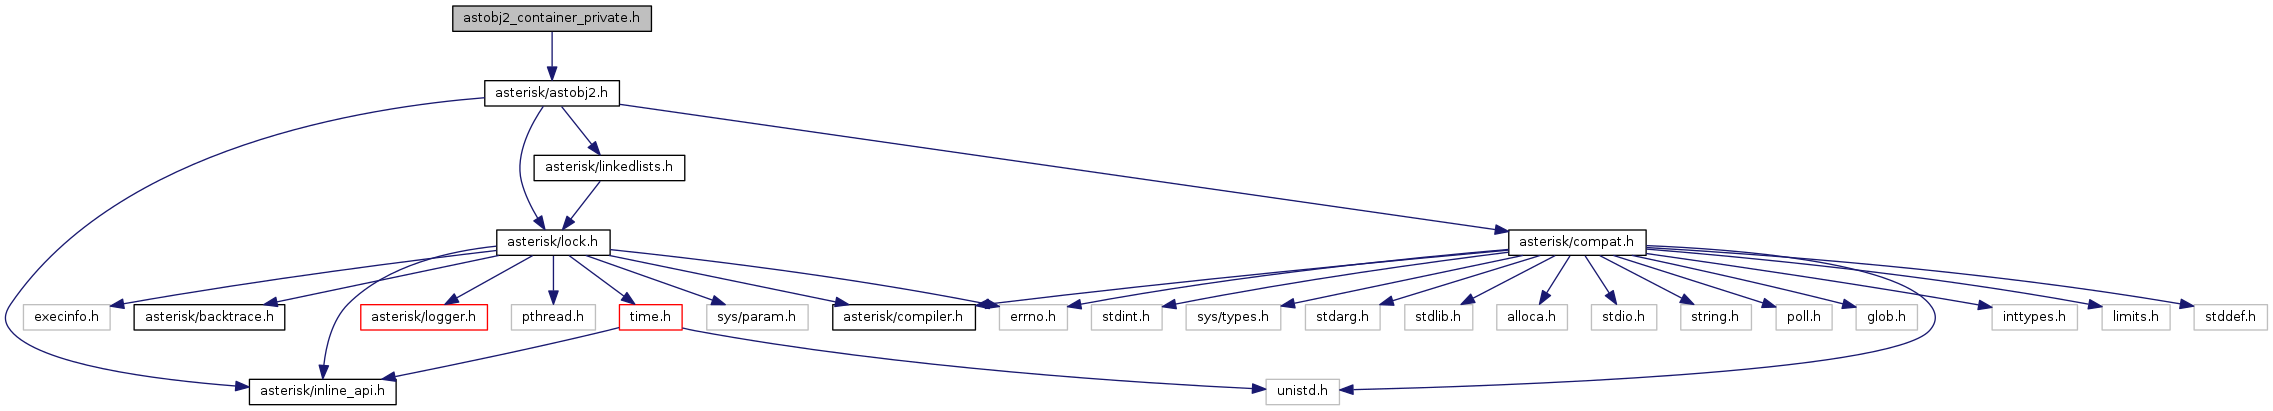 astobj2_container_private.h
asterisk/astobj2.h
asterisk/linkedlists.h
asterisk/lock.h
asterisk/compat.h
execinfo.h
asterisk/backtrace.h
asterisk/logger.h
pthread.h
time.h
sys/param.h
asterisk/compiler.h
errno.h
stdint.h
sys/types.h
stdarg.h
stdlib.h
alloca.h
stdio.h
string.h
poll.h
glob.h
inttypes.h
limits.h
stddef.h
asterisk/inline_api.h
unistd.h